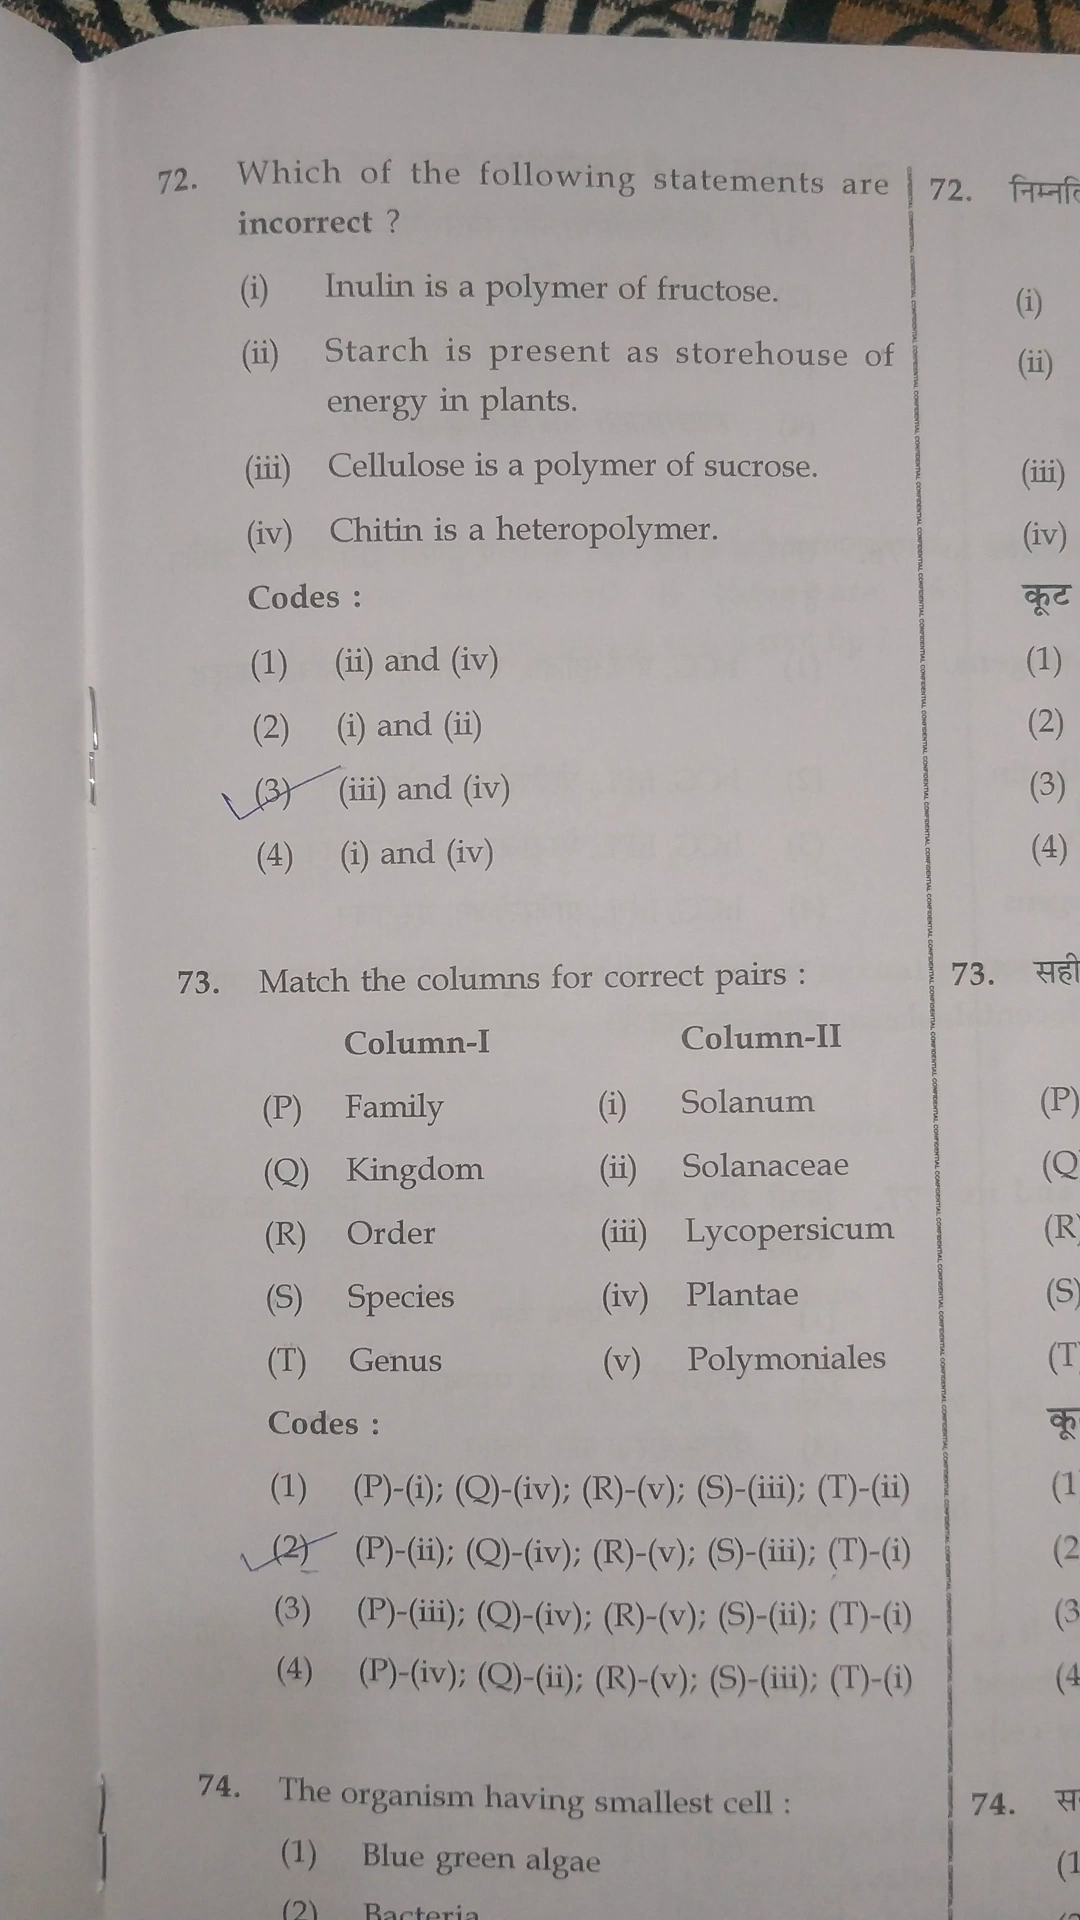 72. Which of the following statements are
incorrect ?
(i) Inulin is a polymer of fructose.
(ii) Starch is present as storehouse of
energy in plants.
(iii) Cellulose is a polymer of sucrose.
(iv) Chitin is a heteropolymer.
Codes :
(1) (ii) and (iv)
(2) (i) and (ii)
(3) (iii) and (iv)
(4) (i) and (iv)
73. Match the columns for correct pairs :
Column-I Column-II
(P) Family (i) Solanum
(Q) Kingdom (ii) Solanaceae
(R) Order (iii) Lycopersicum
(S) Species (iv) Plantae
(T) Genus (v) Polymoniales
Codes :
(1) (P)-(i); (Q)-(iv); (R)-(v); (S)-(iii); (T)-(ii)
(2) (P)-(ii); (Q)-(iv); (R)-(v); (S)-(iii); (T)-(i)
(3) (P)-(iii); (Q)-(iv); (R)-(v); (S)-(ii); (T)-(i)
(4) (P)-(iv); (Q)-(ii); (R)-(v); (S)-(iii); (T)-(i)
74. The organism having smallest cell :
(1) Blue green algae
(2) Bacteria
72.
(i)
(ii)
(iii)
(iv)
कूट
(1)
(2)
(3)
(4)
73. सही
(P)
(Q
(R)
(S)
(T
(1
(2
(3
(4
74.
(1